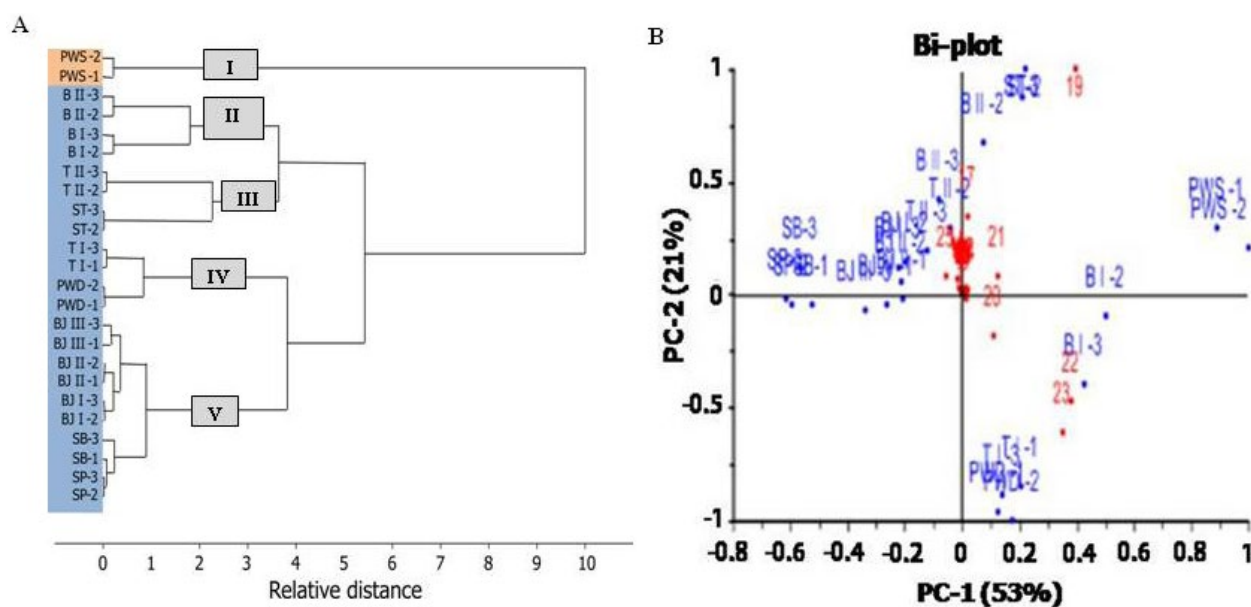 A
PWS-2
PWS-1
B II-3
B II-2
B I-3
B I-2
T II-3
T II-2
ST-3
ST-2
T I-3
T I-1
PWD-2
PWD-1
BJ III-3
BJ III-1
BJ II-2
BJ II-1
BJ I-3
BJ I-2
SB-3
SB-1
SP-3
SP-2
I
II
III
IV
V
0 1 2 3 4 5 6 7 8 9 10
Relative distance
B
Bi-plot
1
0.5
0
-0.5
-1
PC-2 (21%)
19
B II-2
B II-3
17
T II-2
PWS-1
PWS-2
SB-3
25
21
B I-2
20
B I-3
22
23
T I-1
PWD-2
-0.8 -0.6 -0.4 -0.2 0 0.2 0.4 0.6 0.8 1
PC-1 (53%)